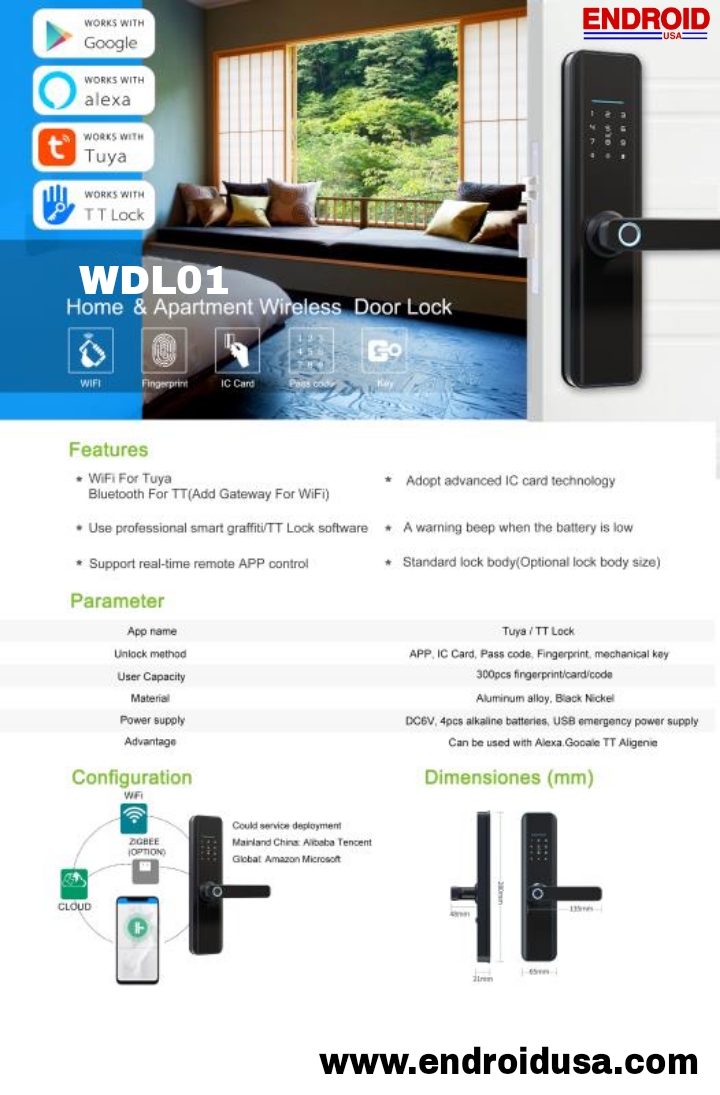 WORKS WITH
Google
WORKS WITH
alexa
WORKS WITH
Tuya
WORKS WITH
TT Lock
ENDROID
USA
WDL01
Home & Apartment Wireless Door Lock
WIFI
Fingerprint
IC Card
Pass code
Key
Features
* WiFi For Tuya
Bluetooth For TT(Add Gateway For WiFi)
* Use professional smart graffiti/TT Lock software
* Support real-time remote APP control
* Adopt advanced IC card technology
* A warning beep when the battery is low
* Standard lock body(Optional lock body size)
Parameter
App name Tuya / TT Lock
Unlock method APP, IC Card, Pass code, Fingerprint, mechanical key
User Capacity 300pcs fingerprint/card/code
Material Aluminum alloy, Black Nickel
Power supply DC6V, 4pcs alkaline batteries, USB emergency power supply
Advantage Can be used with Alexa.Gooale TT Aligenie
Configuration
WiFi
ZIGBEE
(OPTION)
CLOUD
Could service deployment
Mainland China: Alibaba Tencent
Global: Amazon Microsoft
Dimensiones (mm)
48mm
280mm
135mm
21mm
65mm
www.endroidusa.com